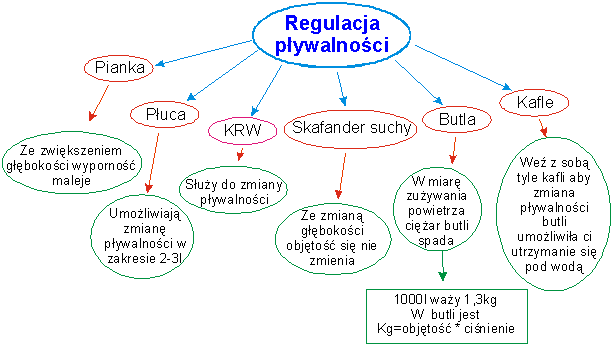 Regulacja
pływalności
Pianka
Płuca
KRW
Skafander suchy
Butla
Kafle
Ze zwiększeniem
głębokości wyporność
maleje
Umożliwiają
zmianę
pływalności w
zakresie 2-3l
Służy do zmiany
pływalności
Ze zmianą
głębokości
objętość się nie
zmienia
W miarę
zużywania
powietrza
ciężar butli
spada
Weź z sobą
tyle kafli aby
zmiana
pływalności
butli
umożliwiła ci
utrzymanie się
pod wodą
1000l waży 1,3kg
W butli jest
Kg=objętość * ciśnienie